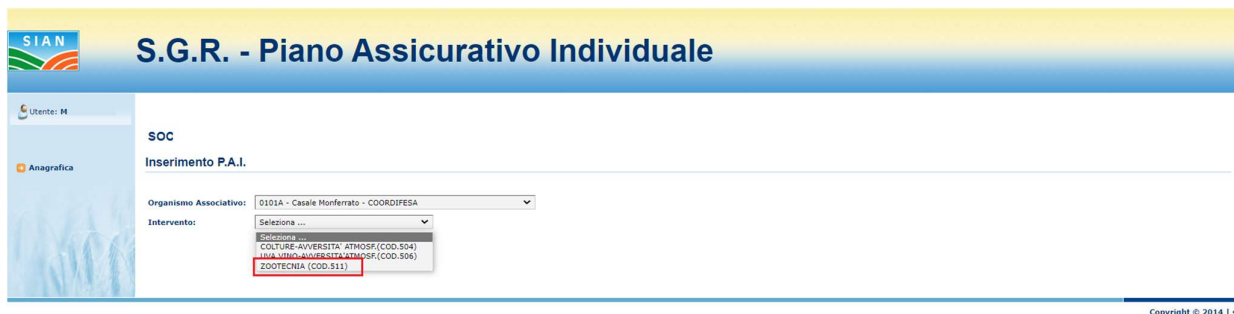 SIAN
S.G.R. - Piano Assicurativo Individuale
Utente: M
SOC
Anagrafica
Inserimento P.A.I.
Organismo Associativo: 0101A - Casale Monferrato - COORDIFESA
Intervento: Seleziona ...
Seleziona ...
COLTURE-AVVERSITA' ATMOSF.(COD.504)
UVA VINO-AVVERSITA'ATMOSF.(COD.506)
ZOOTECNIA (COD.511)
Copyright © 2014 |